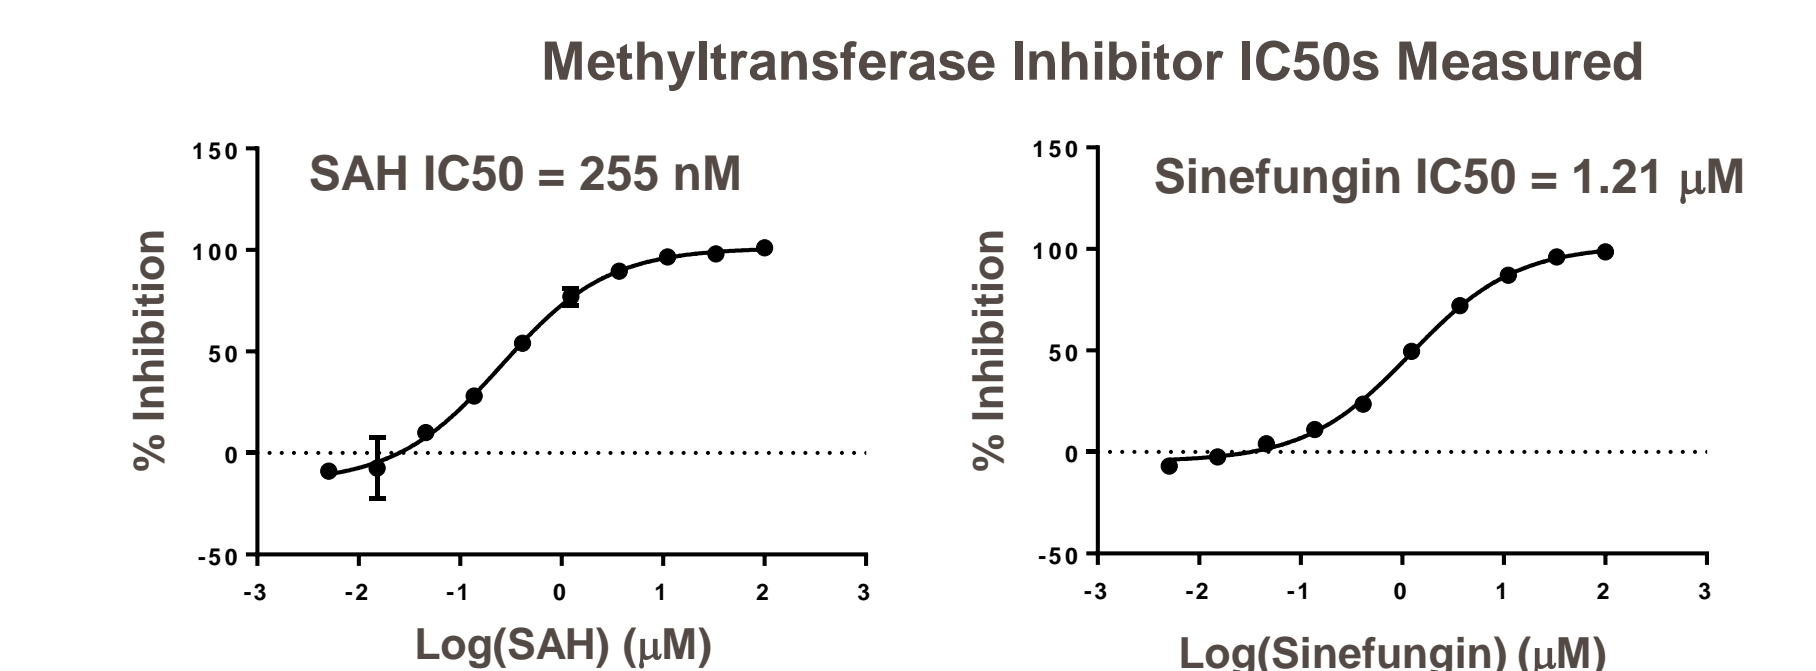 Methyltransferase Inhibitor IC50s Measured
SAH IC50 = 255 nM
% Inhibition
150
100
50
0
-50
-3 -2 -1 0 1 2 3
Log(SAH) (μM)
Sinefungin IC50 = 1.21 μM
% Inhibition
150
100
50
0
-50
-3 -2 -1 0 1 2 3
Log(Sinefungin) (μM)